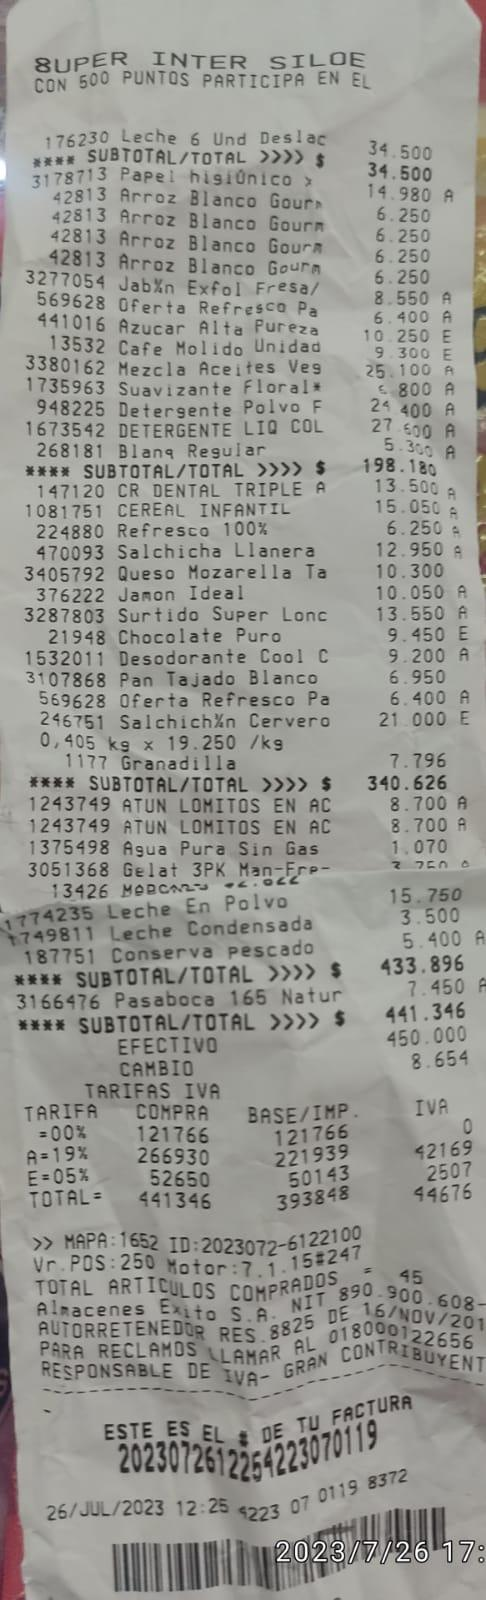 SUPER INTER SILOE
CON 500 PUNTOS PARTICIPA EN EL
176230 Leche 6 Und Deslac 34.500
**** SUBTOTAL/TOTAL >>>> $ 34.500
3178713 Papel higiÚnico x 14.980 A
42813 Arroz Blanco Gourm 6.250
42813 Arroz Blanco Gourm 6.250
42813 Arroz Blanco Gourm 6.250
42813 Arroz Blanco Gourm 6.250
3277054 Jab%n Exfol Fresa/ 8.550 A
569628 Oferta Refresco Pa 6.400 A
441016 Azucar Alta Pureza 10.250 E
13532 Cafe Molido Unidad 9.300 E
3380162 Mezcla Aceites Veg 25.100 A
1735963 Suavizante Floral* 800 A
948225 Detergente Polvo F 24 400 A
1673542 DETERGENTE LIQ COL 27.600 A
268181 Blanq Regular 5.300 A
**** SUBTOTAL/TOTAL >>>> $ 198.180
147120 CR DENTAL TRIPLE A 13.500 A
1081751 CEREAL INFANTIL 15.050 A
224880 Refresco 100% 6.250 A
470093 Salchicha Llanera 12.950 A
3405792 Queso Mozarella Ta 10.300
376222 Jamon Ideal 10.050 A
3287803 Surtido Super Lonc 13.550 A
21948 Chocolate Puro 9.450 E
1532011 Desodorante Cool C 9.200 A
3107868 Pan Tajado Blanco 6.950
569628 Oferta Refresco Pa 6.400 A
246751 Salchich%n Cervero 21.000 E
0,405 kg x 19.250 /kg
1177 Granadilla 7.796
**** SUBTOTAL/TOTAL >>>> $ 340.626
1243749 ATUN LOMITOS EN AC 8.700 A
1243749 ATUN LOMITOS EN AC 8.700 A
1375498 Agua Pura Sin Gas 1.070
3051368 Gelat 3PK Man-Fre- 3.750 A
13426
1774235 Leche En Polvo 15.750
1749811 Leche Condensada 3.500
187751 Conserva pescado 5.400 A
**** SUBTOTAL/TOTAL >>>> $ 433.896
3166476 Pasaboca 165 Natur 7.450 A
**** SUBTOTAL/TOTAL >>>> $ 441.346
EFECTIVO 450.000
CAMBIO 8.654
TARIFAS IVA
TARIFA COMPRA BASE/IMP. IVA
=00% 121766 121766 0
A=19% 266930 221939 42169
E=05% 52650 50143 2507
TOTAL= 441346 393848 44676
>> MAPA:1652 ID:2023072-6122100
Vr.POS:250 Motor:7.1.15#247
TOTAL ARTICULOS COMPRADOS = 45
Almacenes Exito S.A. NIT 890.900.608-
AUTORRETENEDOR RES.8825 DE 16/NOV/201
PARA RECLAMOS LLAMAR AL 018000122656
RESPONSABLE DE IVA- GRAN CONTRIBUYENT
ESTE ES EL # DE TU FACTURA
2023072612254223070119
26/JUL/2023 12:25 4223 07 0119 8372
2023/7/26 17: